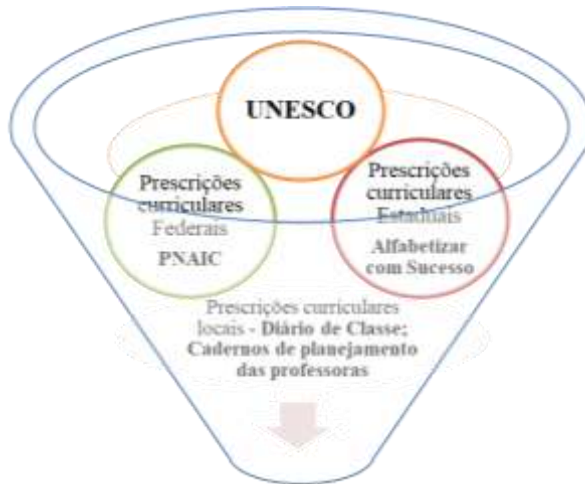 UNESCO
Prescrições
curriculares
Federais
PNAIC
Prescrições
curriculares
Estaduais
Alfabetizar
com Sucesso
Prescrições curriculares
locais - Diário de Classe;
Cadernos de planejamento
das professoras